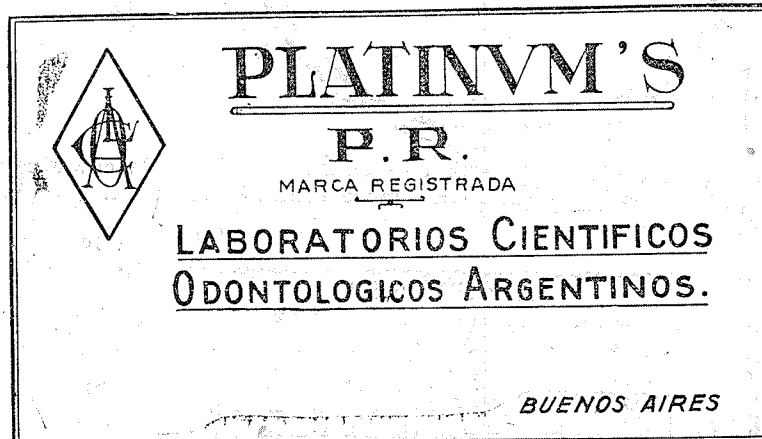 PLATINVM'S
P.R.
MARCA REGISTRADA
LABORATORIOS CIENTIFICOS
ODONTOLOGICOS ARGENTINOS.
BUENOS AIRES